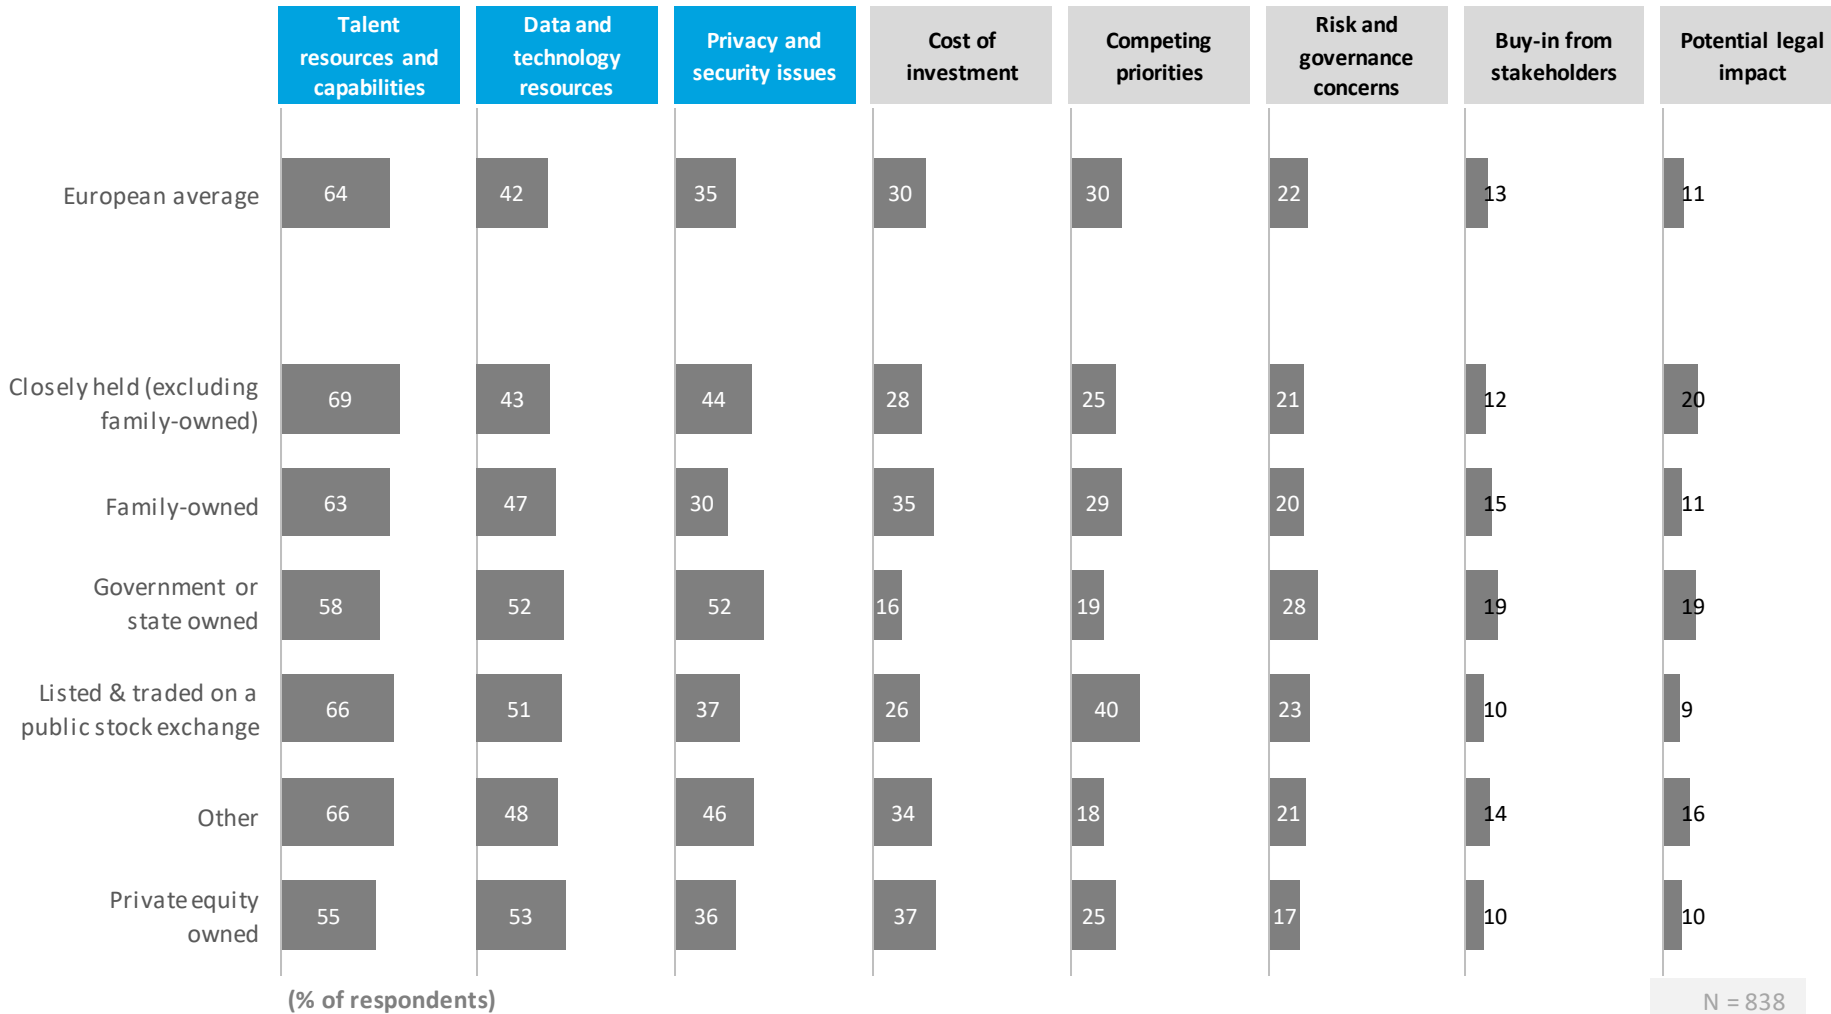 Talent
resources and
capabilities
Data and
technology
resources
Privacy and
security issues
Cost of
investment
Competing
priorities
Risk and
governance
concerns
Buy-in from
stakeholders
Potential legal
impact
European average
64 42 35 30 30 22 13 11
Closely held (excluding
family-owned)
69 43 44 28 25 21 12 20
Family-owned
63 47 30 35 29 20 15 11
Government or
state owned
58 52 52 16 19 28 19 19
Listed & traded on a
public stock exchange
66 51 37 26 40 23 10 9
Other
66 48 46 34 18 21 14 16
Private equity
owned
55 53 36 37 25 17 10 10
(% of respondents)
N = 838